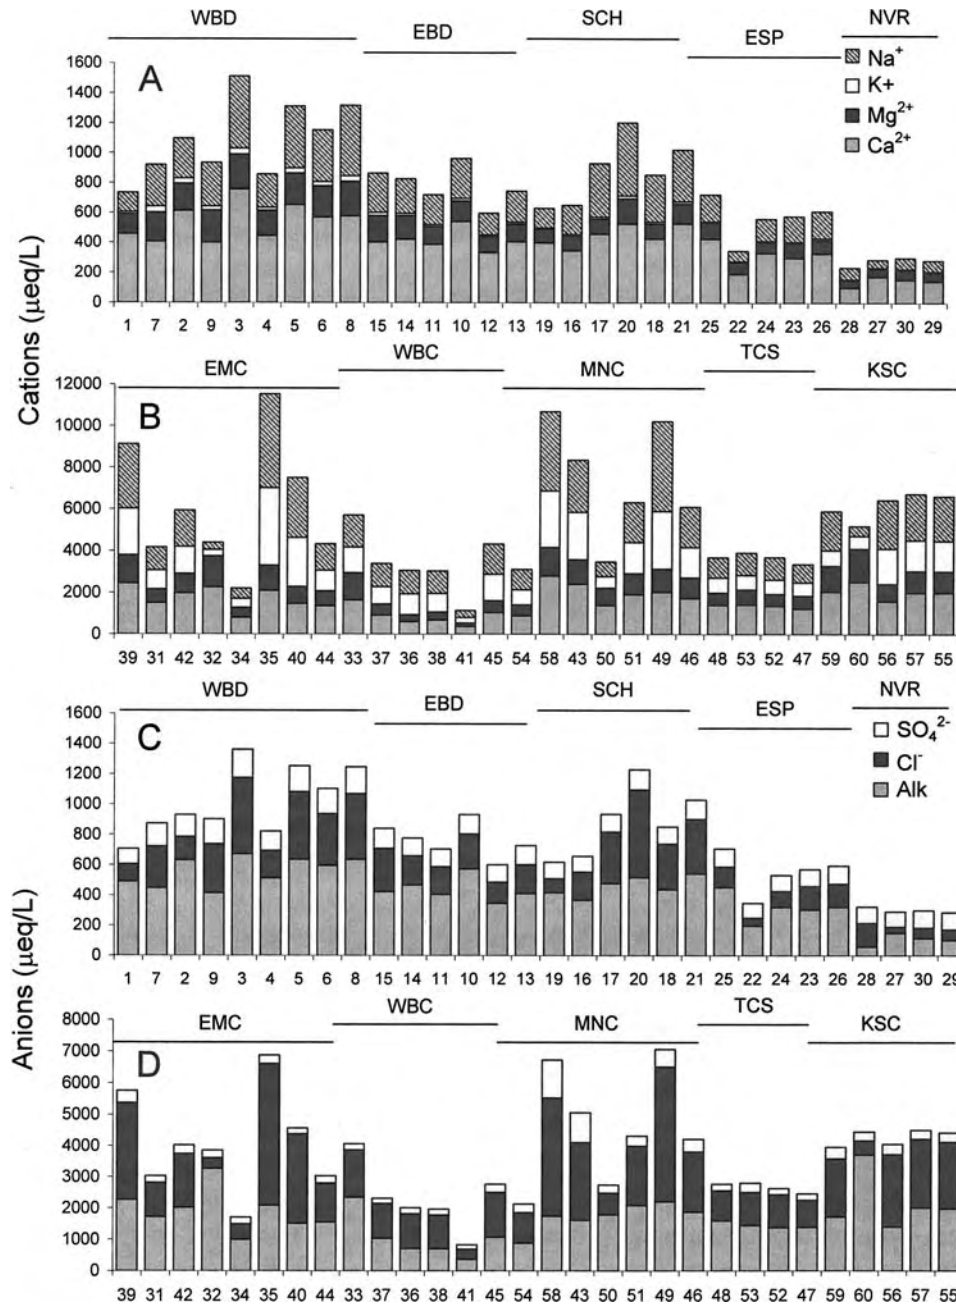 WBD EBD SCH ESP NVR
A
Na+
K+
Mg2+
Ca2+
1600
1400
1200
1000
800
600
400
200
0
1 7 2 9 3 4 5 6 8 15 14 11 10 12 13 19 16 17 20 18 21 25 22 24 23 26 28 27 30 29
Cations (µeq/L)
EMC WBC MNC TCS KSC
B
12000
10000
8000
6000
4000
2000
0
39 31 42 32 34 35 40 44 33 37 36 38 41 45 54 58 43 50 51 49 46 48 53 52 47 59 60 56 57 55
WBD EBD SCH ESP NVR
C
SO42-
Cl-
Alk
1600
1400
1200
1000
800
600
400
200
0
1 7 2 9 3 4 5 6 8 15 14 11 10 12 13 19 16 17 20 18 21 25 22 24 23 26 28 27 30 29
Anions (µeq/L)
EMC WBC MNC TCS KSC
D
8000
7000
6000
5000
4000
3000
2000
1000
0
39 31 42 32 34 35 40 44 33 37 36 38 41 45 54 58 43 50 51 49 46 48 53 52 47 59 60 56 57 55